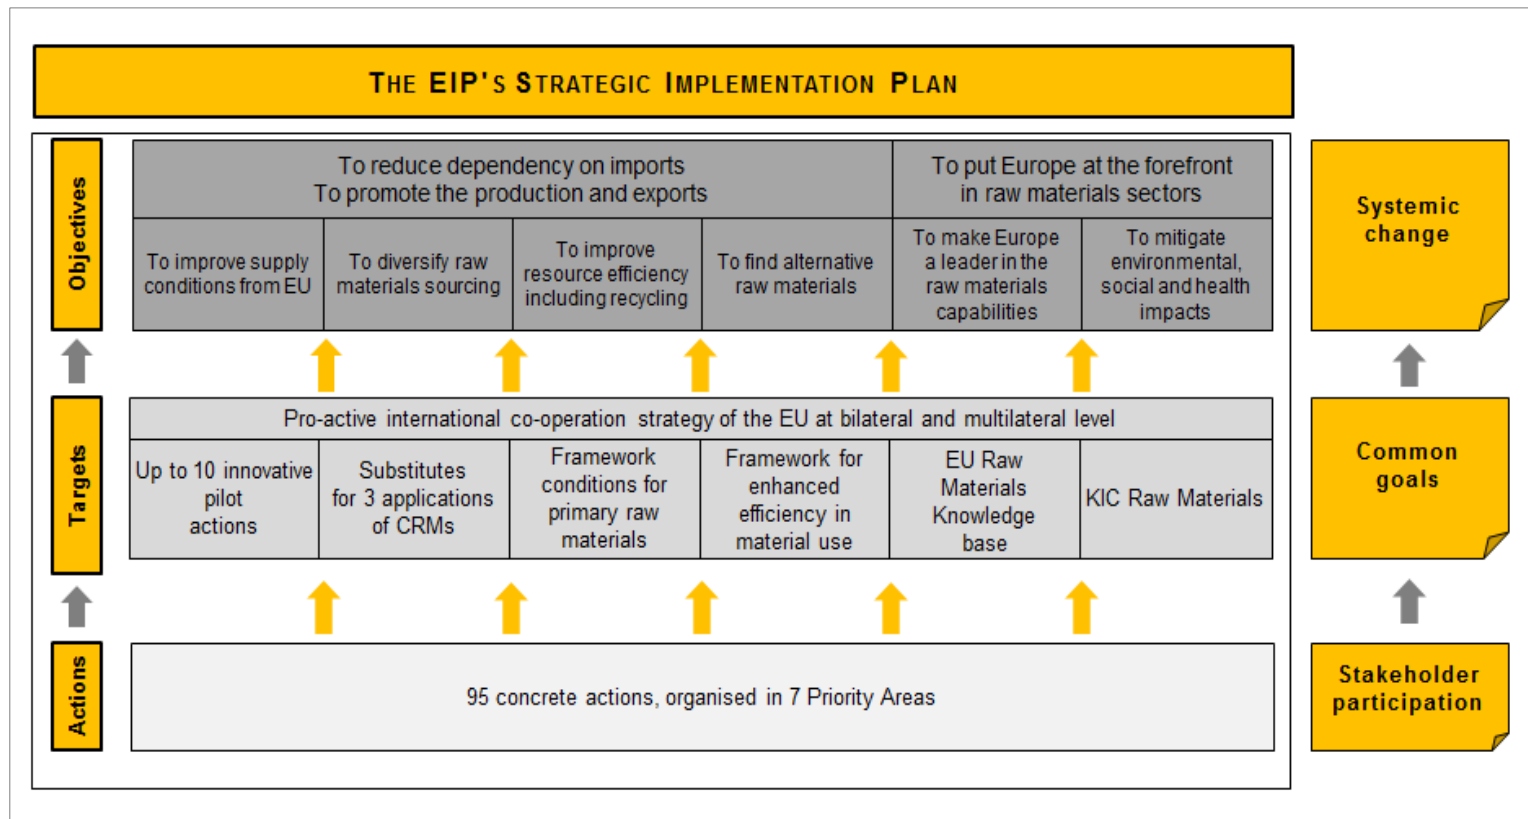 THE EIP'S STRATEGIC IMPLEMENTATION PLAN
Objectives
To reduce dependency on imports
To promote the production and exports
To put Europe at the forefront
in raw materials sectors
To improve supply
conditions from EU
To diversify raw
materials sourcing
To improve
resource efficiency
including recycling
To find alternative
raw materials
To make Europe
a leader in the
raw materials
capabilities
To mitigate
environmental,
social and health
impacts
Systemic
change
Targets
Pro-active international co-operation strategy of the EU at bilateral and multilateral level
Up to 10 innovative
pilot
actions
Substitutes
for 3 applications
of CRMs
Framework
conditions for
primary raw
materials
Framework for
enhanced
efficiency in
material use
EU Raw
Materials
Knowledge
base
KIC Raw Materials
Common
goals
Actions
95 concrete actions, organised in 7 Priority Areas
Stakeholder
participation